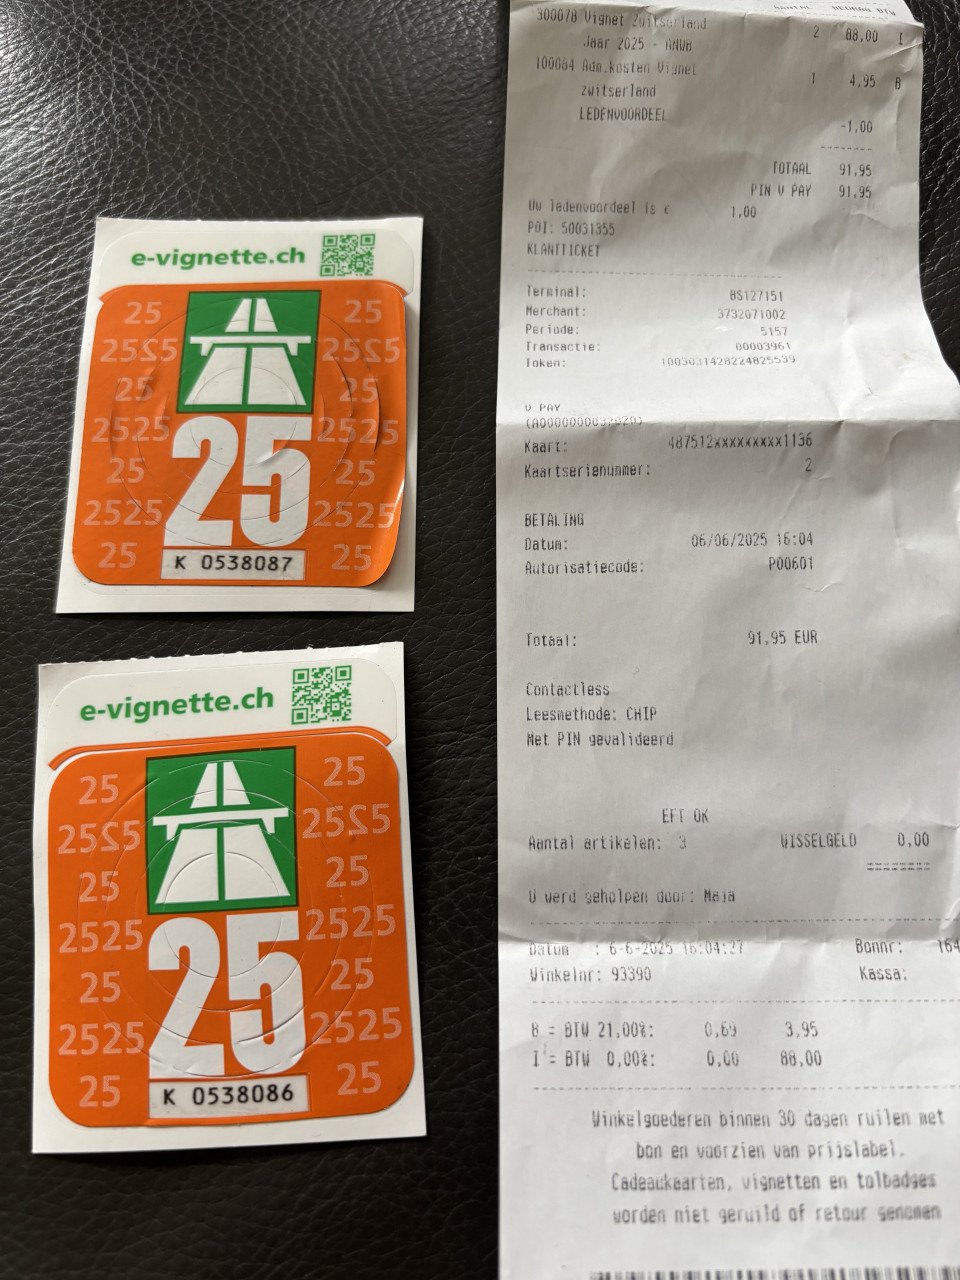 e-vignette.ch
25 25
2525 2525
25 25
2525 2525
25
25 25
2525 2525
25 25
K 0538087
e-vignette.ch
25 25
2525 2525
25 25
2525 2525
25
25 25
2525 2525
25 25
K 0538086
AANTAL BEDRAG BTW
300078 Vignet Zwitserland 2 88,00 I
Jaar 2025 - ANWB
100084 Adm.kosten Vignet 1 4,95 B
zwitserland
LEDENVOORDEEL
-1,00
TOTAAL 91,95
PIN V PAY 91,95
Uw ledenvoordeel is € 1,00
POI: 50031355
KLANTTICKET
Terminal: BS127151
Merchant: 3732071002
Periode: 5157
Transactie: 00003961
Token: 1003031428224825539
V PAY
(A0000000032020)
Kaart: 487512xxxxxxxxx1136
Kaartserienummer: 2
BETALING
Datum: 06/06/2025 16:04
Autorisatiecode: P00601
Totaal: 91,95 EUR
Contactless
Leesmethode: CHIP
Met PIN gevalideerd
EFT OK
Aantal artikelen: 3 WISSELGELD 0,00
U werd geholpen door: Maja
Datum : 6-6-2025 16:04:27 Bonnr: 164
Winkelnr: 93390 Kassa:
B = BTW 21,00%: 0,69 3,95
I = BTW 0,00%: 0,00 88,00
Winkelgoederen binnen 30 dagen ruilen met
bon en voorzien van prijslabel.
Cadeaukaarten, vignetten en tolbadges
worden niet geruild of retour genomen